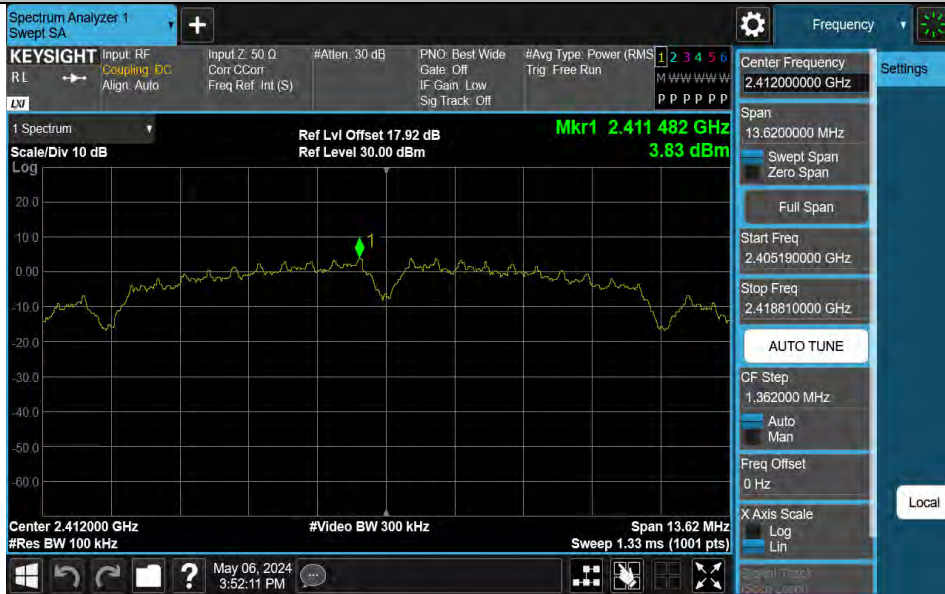 Spectrum Analyzer 1
Swept SA
+
Frequency
KEYSIGHT
RL
LXI
Input: RF
Coupling: DC
Align: Auto
Input Z: 50 Ω
Corr CCorr
Freq Ref: Int (S)
#Atten: 30 dB
PNO: Best Wide
Gate: Off
IF Gain: Low
Sig Track: Off
#Avg Type: Power (RMS
Trig: Free Run
1 2 3 4 5 6
M W W W W W
P P P P P P
1 Spectrum
Scale/Div 10 dB
Log
Ref Lvl Offset 17.92 dB
Ref Level 30.00 dBm
Mkr1 2.411 482 GHz
3.83 dBm
20.0
10.0
0.00
-10.0
-20.0
-30.0
-40.0
-50.0
-60.0
1
Center 2.412000 GHz
#Res BW 100 kHz
#Video BW 300 kHz
Span 13.62 MHz
Sweep 1.33 ms (1001 pts)
?
May 06, 2024
3:52:11 PM
Center Frequency
2.412000000 GHz
Settings
Span
13.6200000 MHz
Swept Span
Zero Span
Full Span
Start Freq
2.405190000 GHz
Stop Freq
2.418810000 GHz
AUTO TUNE
CF Step
1.362000 MHz
Auto
Man
Freq Offset
0 Hz
Local
X Axis Scale
Log
Lin
Signal Track
(Span Zoom)